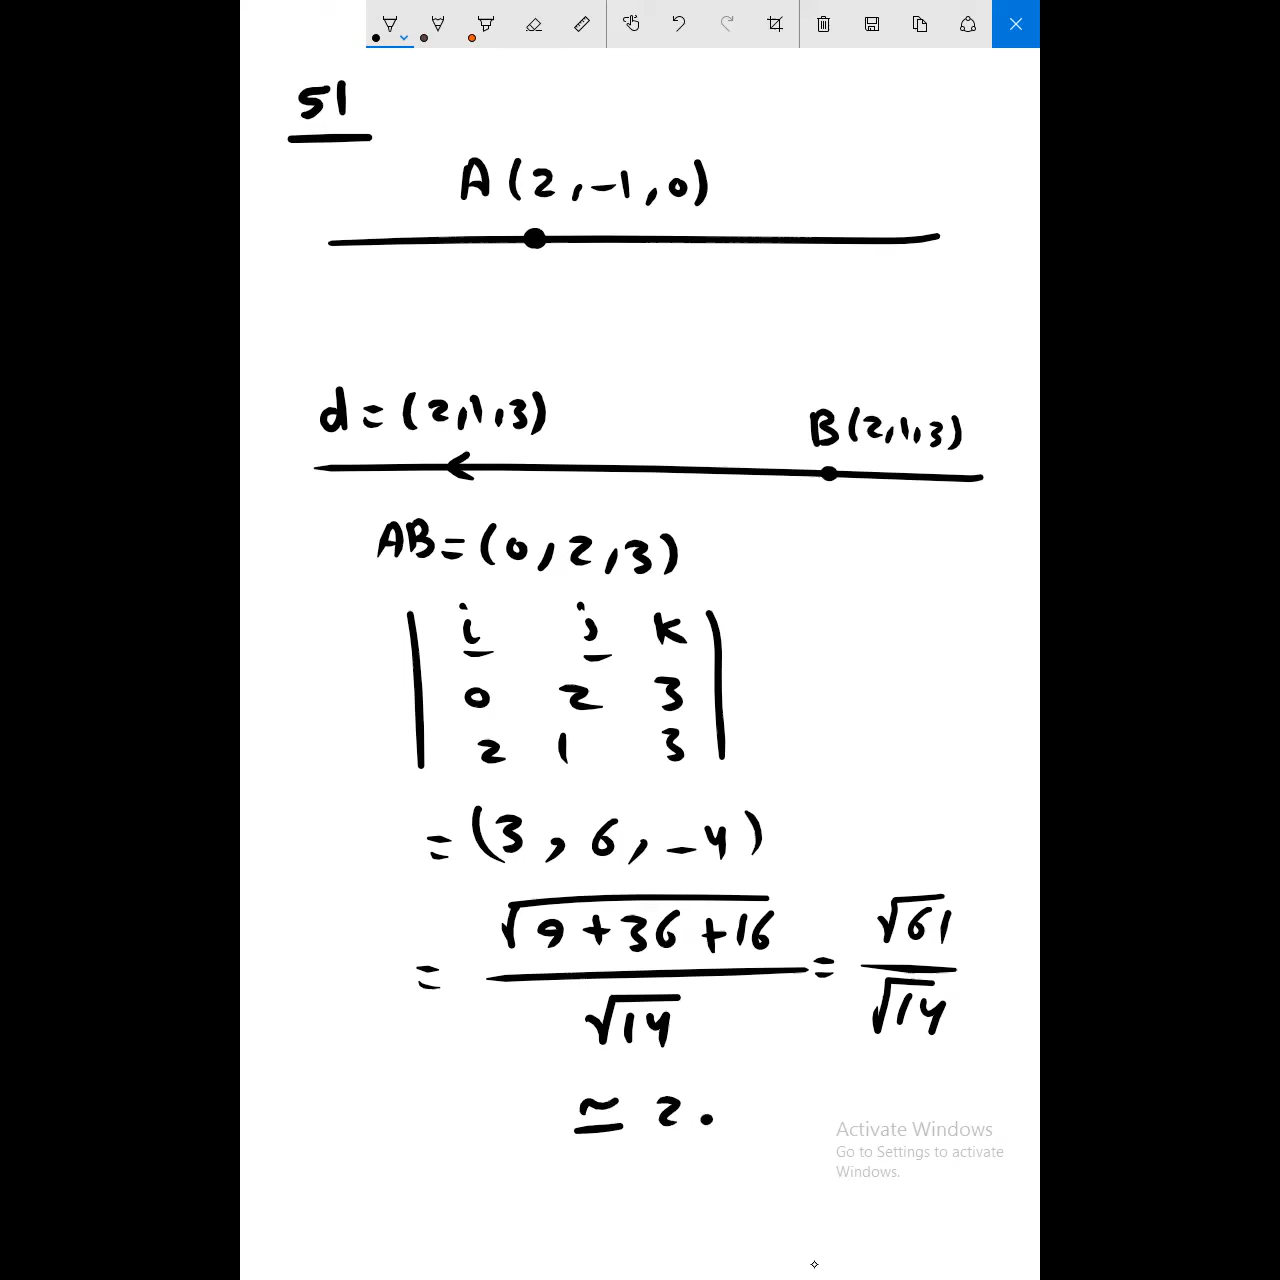 51
A(2,-1,0)
d=(2,1,3)
B(2,1,3)
AB=(0,2,3)
| i j k |
| 0 2 3 |
| 2 1 3 |
=(3,6,-4)
= √(9+36+16) / √14 = √61 / √14
≃ 2.
Activate Windows
Go to Settings to activate
Windows.